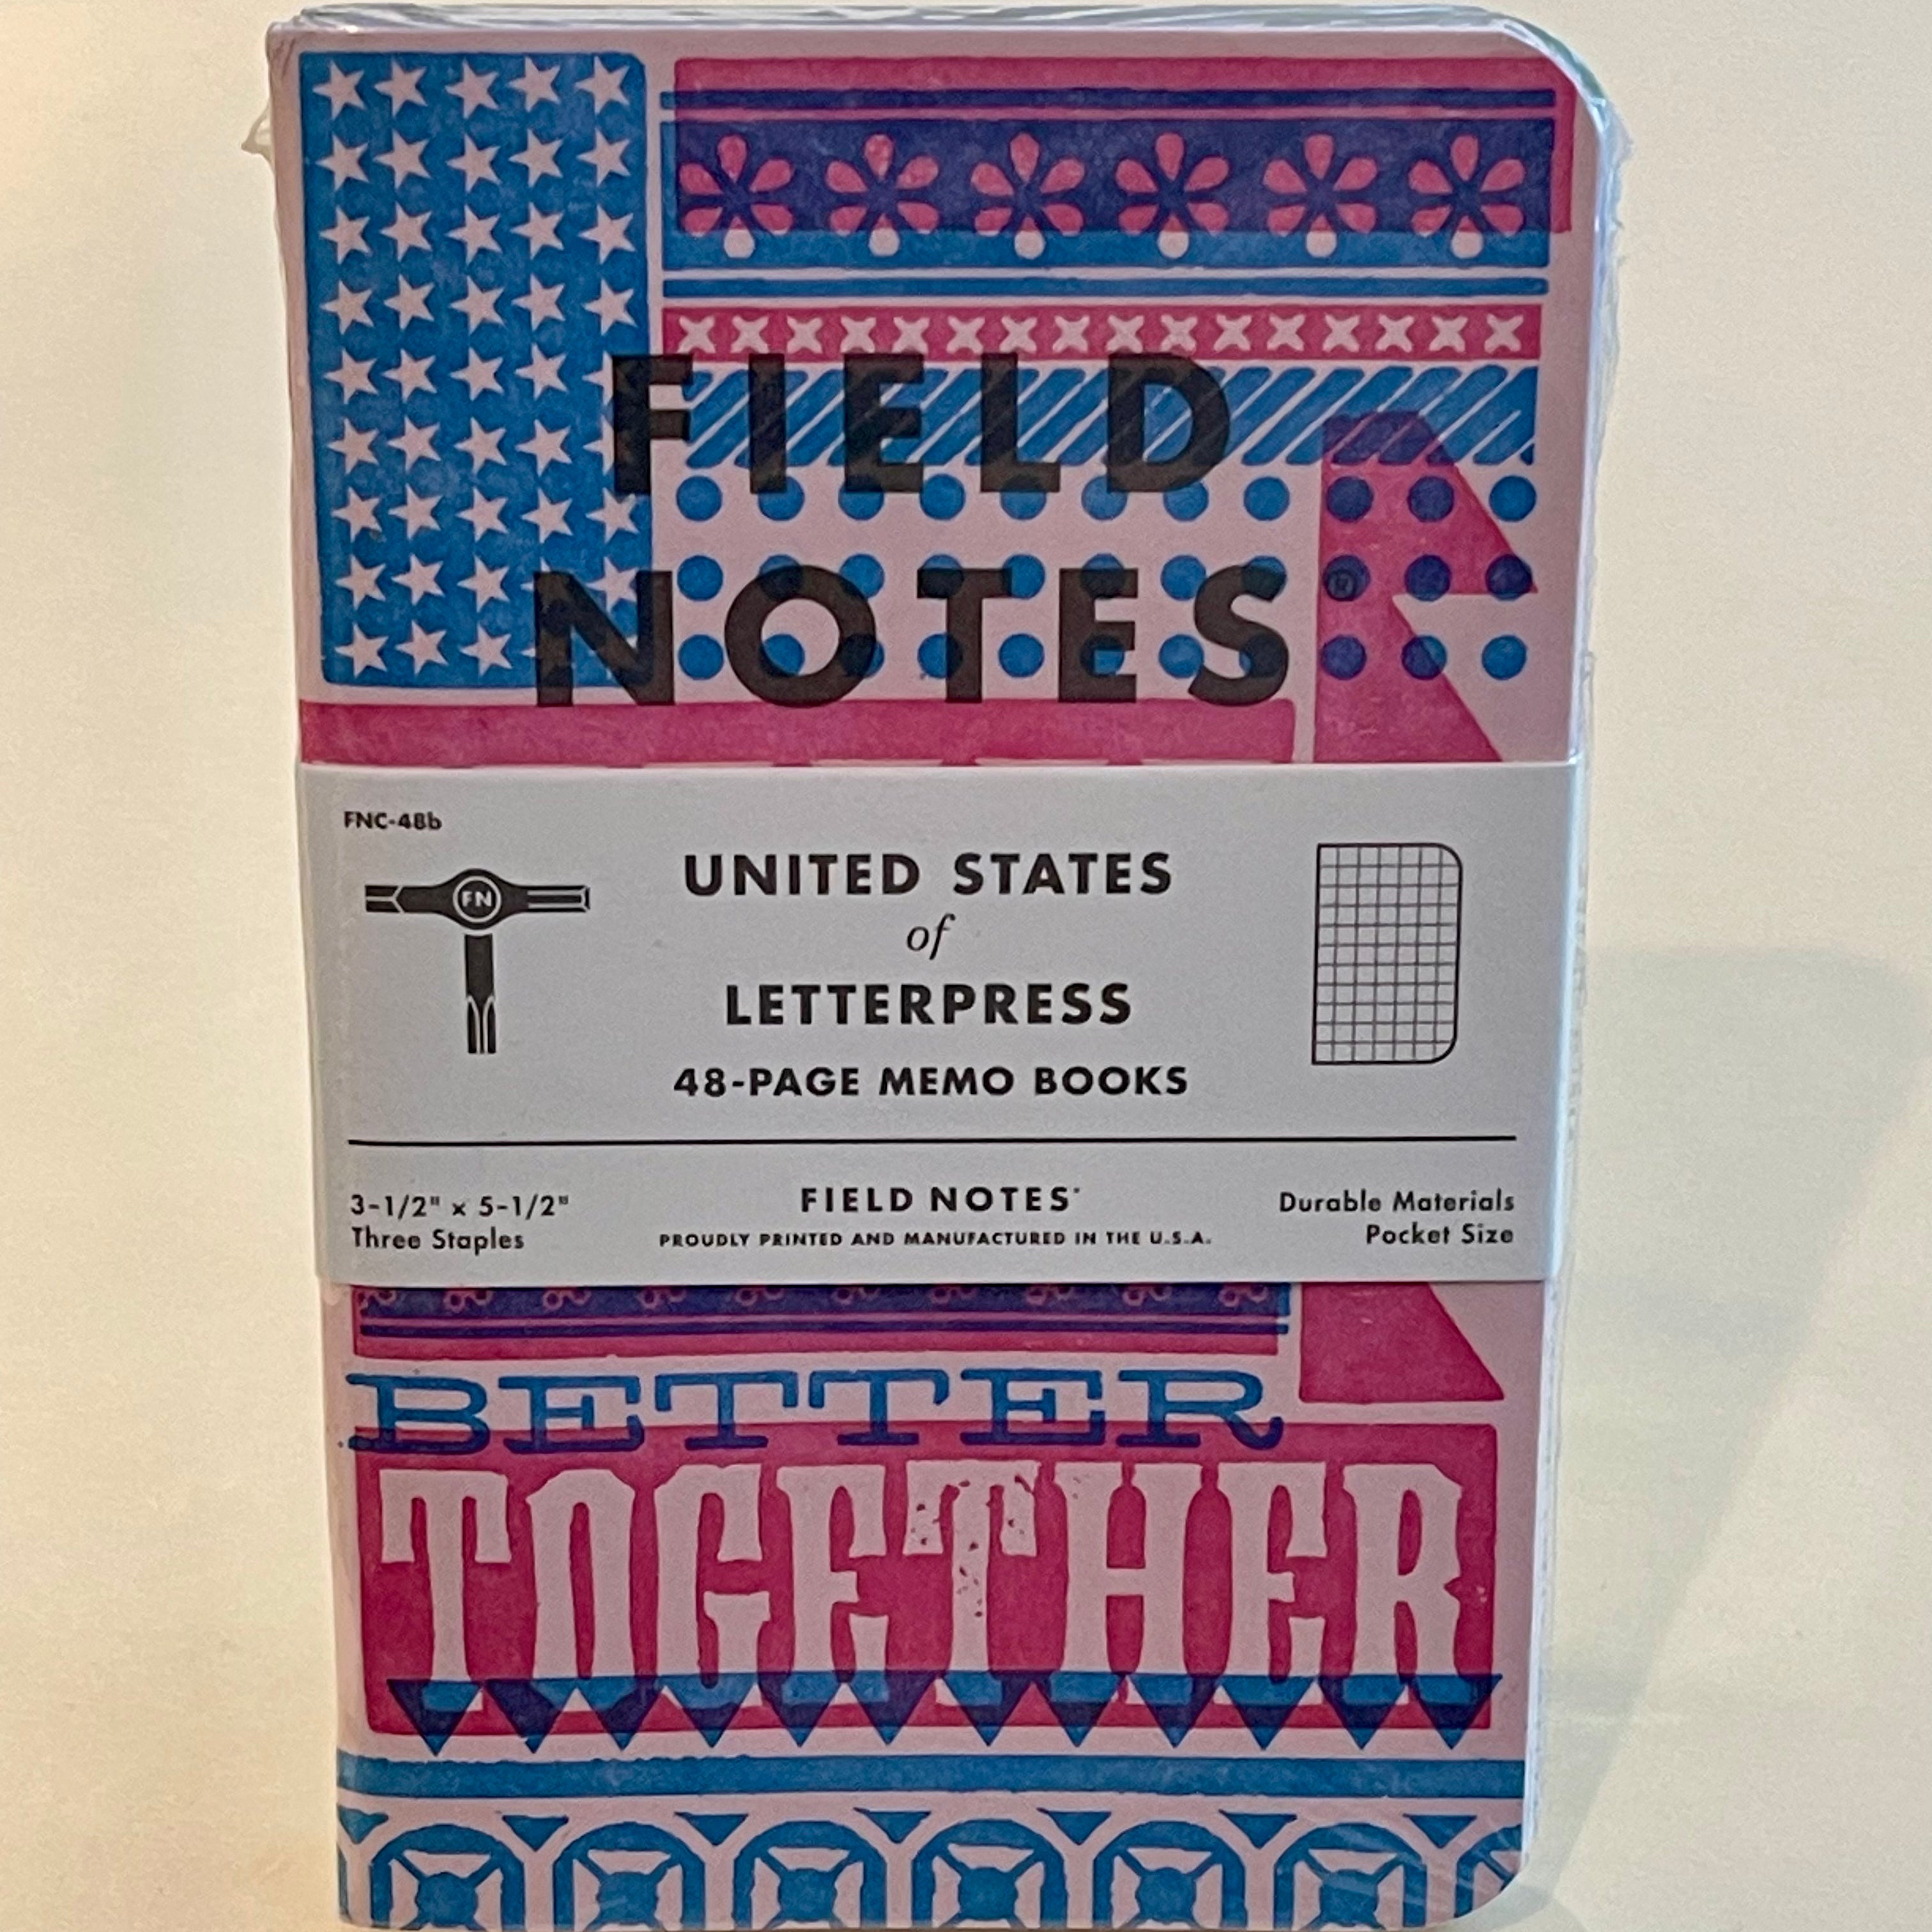 FIELD
NOTES®
FNC-48b
FN
UNITED STATES
of
LETTERPRESS
48-PAGE MEMO BOOKS
3-1/2" x 5-1/2"
Three Staples
FIELD NOTES
PROUDLY PRINTED AND MANUFACTURED IN THE U.S.A.
Durable Materials
Pocket Size
BETTER
TOGETHER